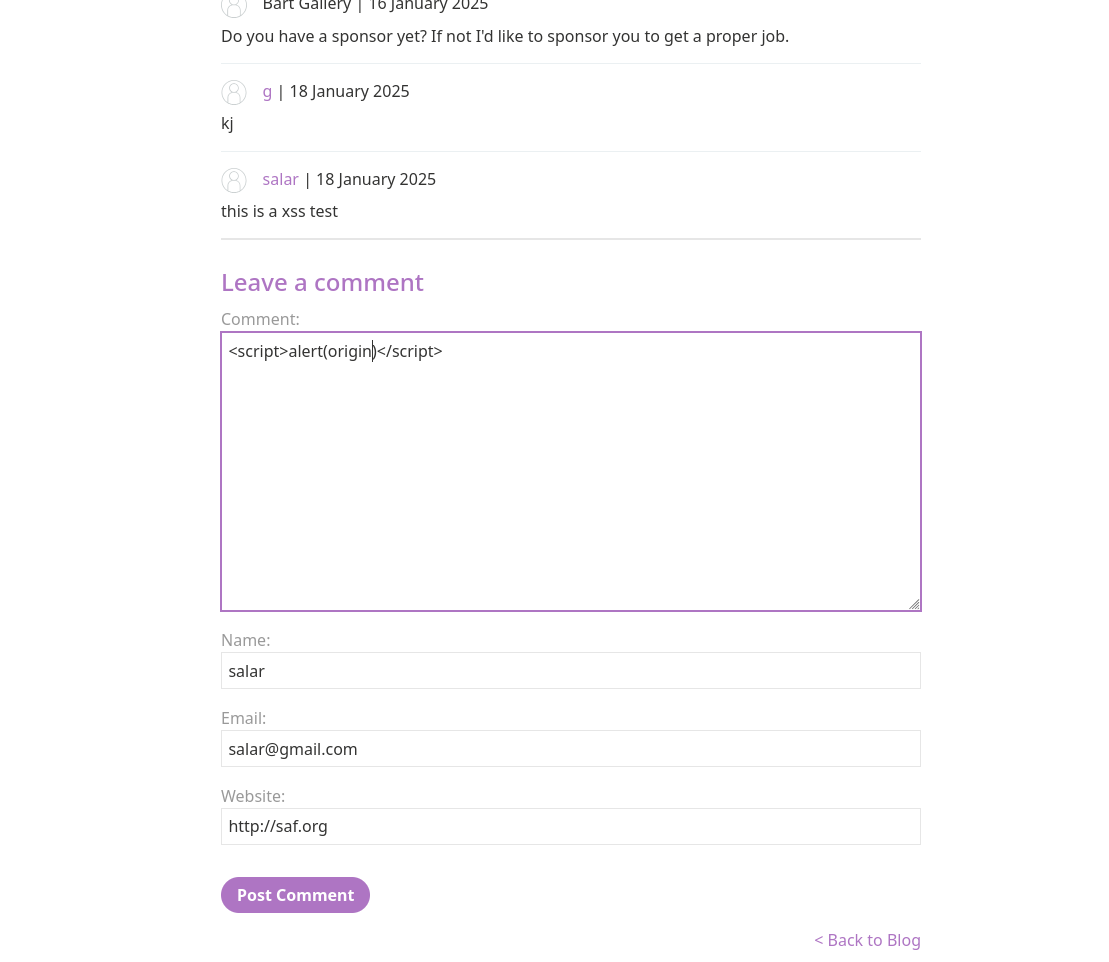 Bart Gallery | 16 January 2025
Do you have a sponsor yet? If not I'd like to sponsor you to get a proper job.
g | 18 January 2025
kj
salar | 18 January 2025
this is a xss test
Leave a comment
Comment:
<script>alert(origin)</script>
Name:
salar
Email:
salar@gmail.com
Website:
http://saf.org
Post Comment
< Back to Blog